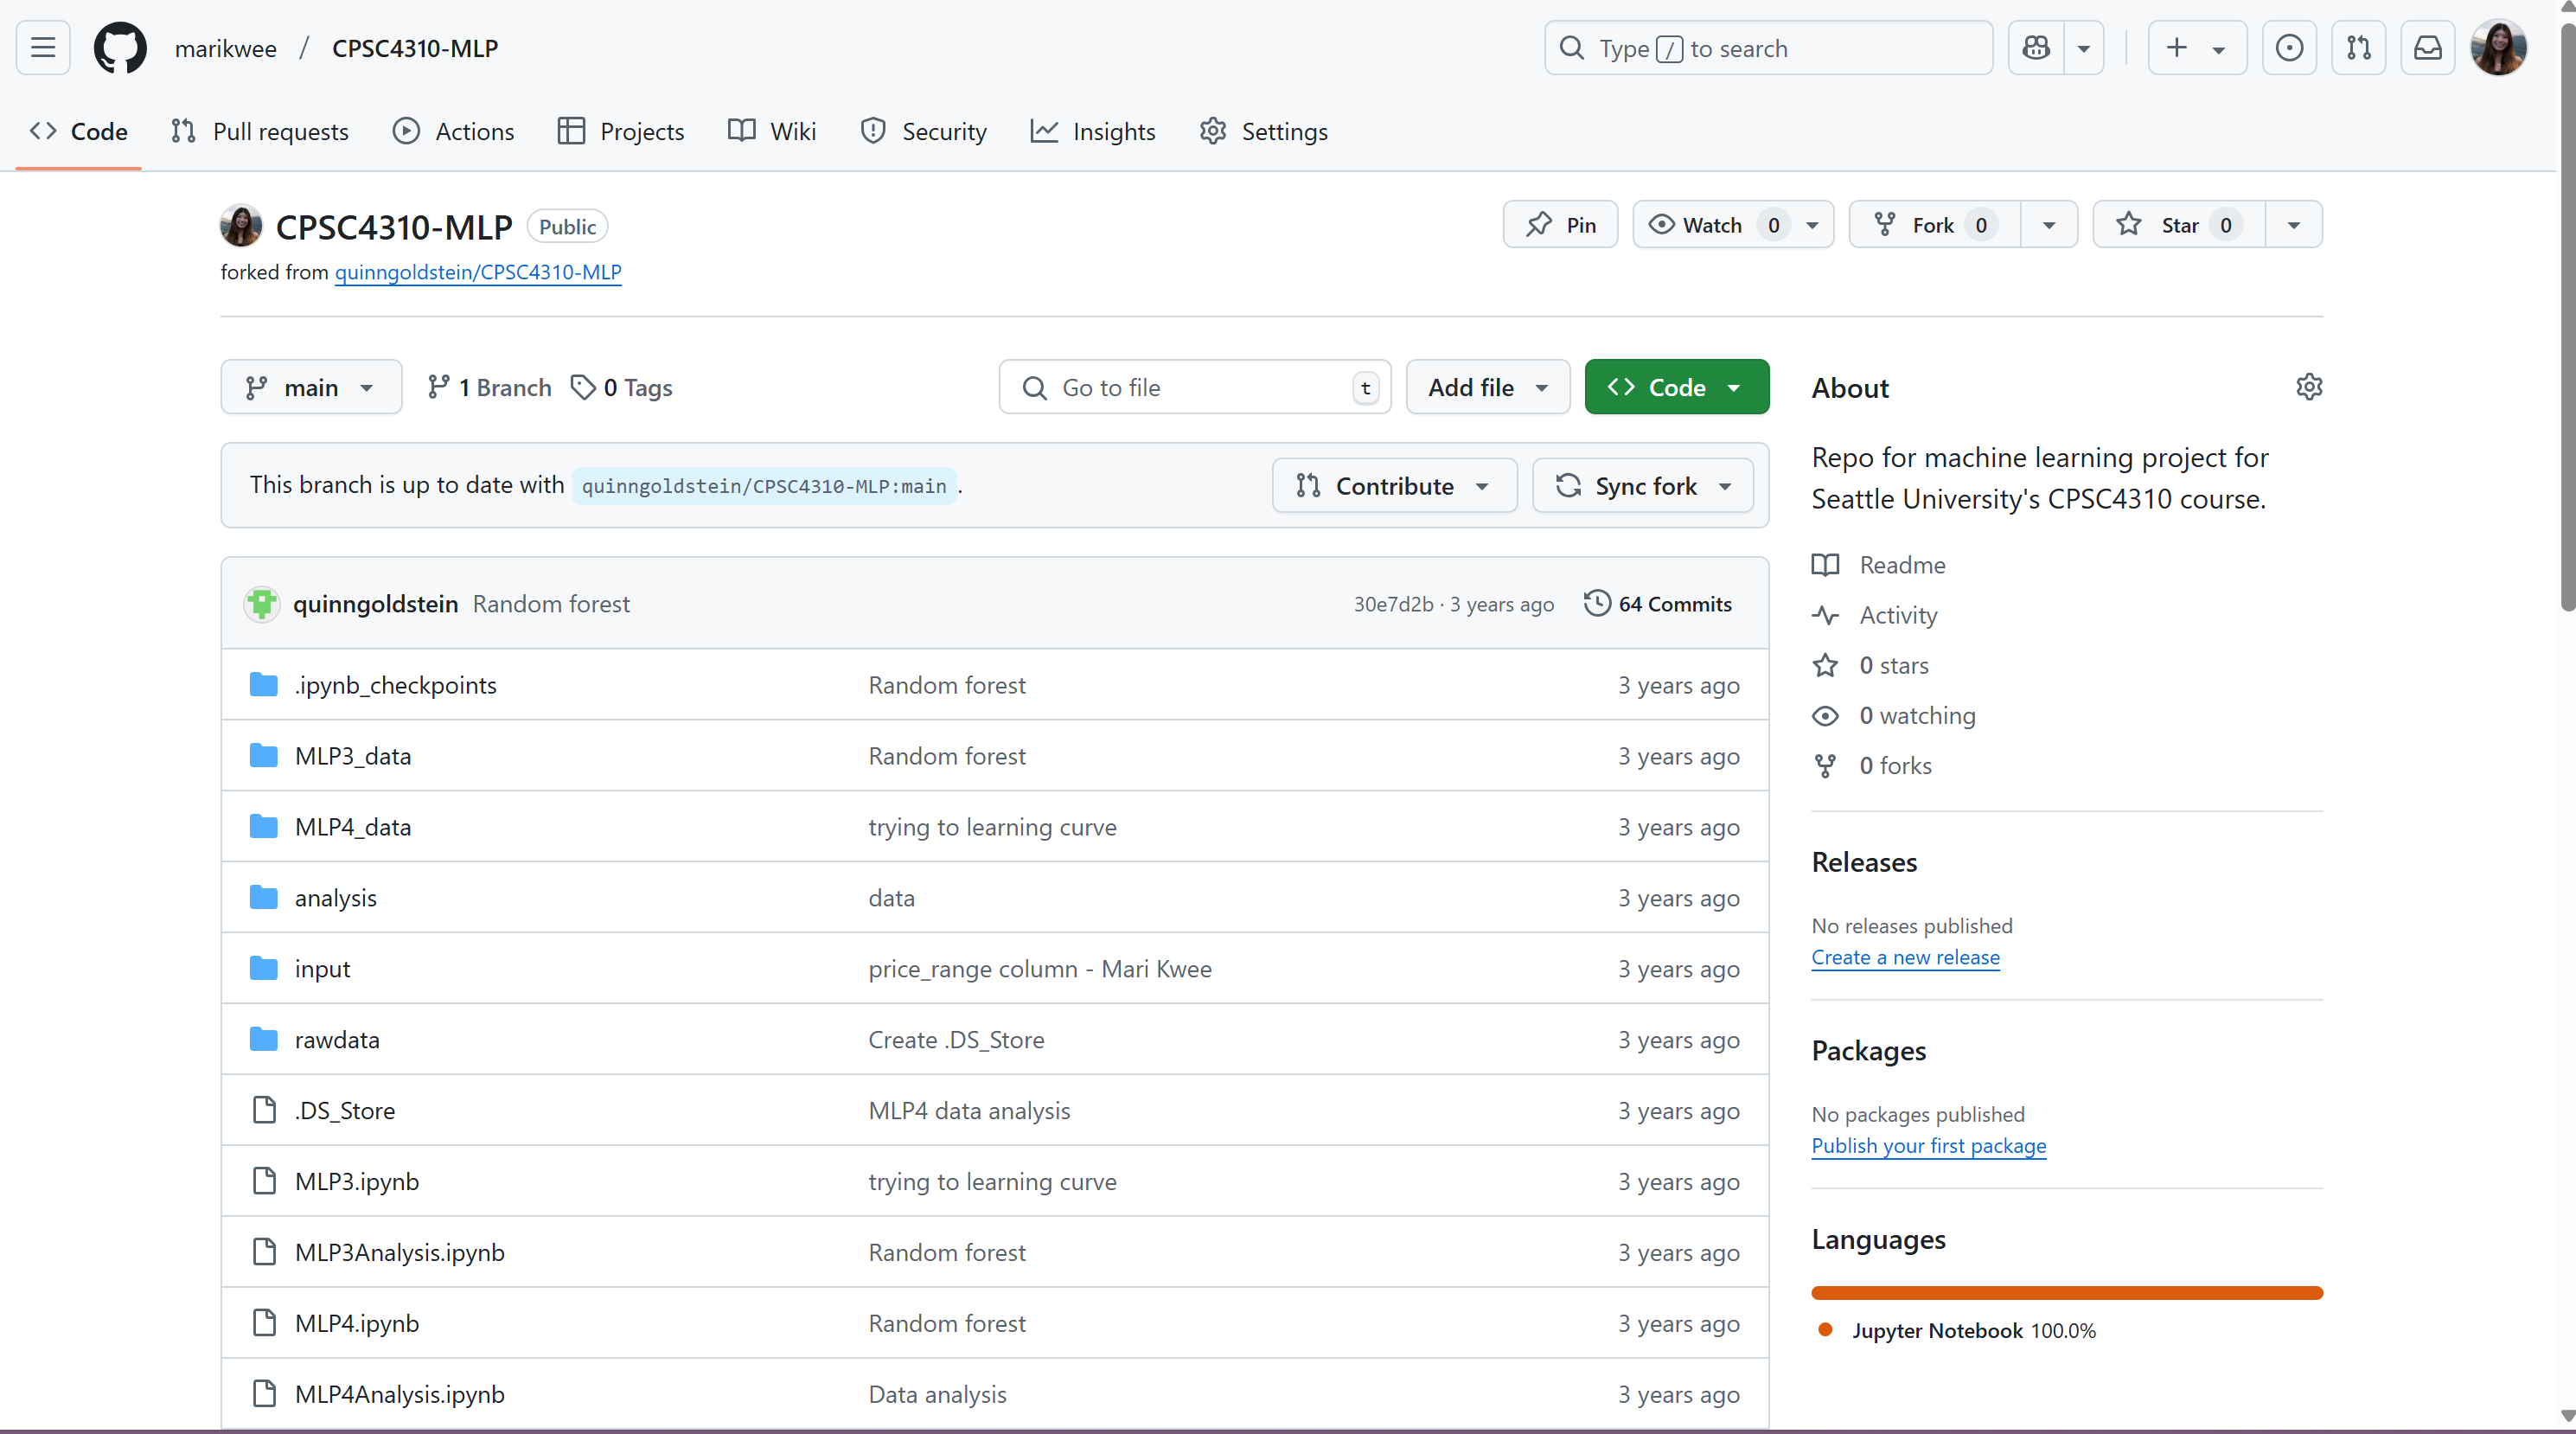 marikwee / CPSC4310-MLP
Type / to search
Code Pull requests Actions Projects Wiki Security Insights Settings
CPSC4310-MLP Public
forked from quinngoldstein/CPSC4310-MLP
Pin Watch 0 Fork 0 Star 0
main 1 Branch 0 Tags Go to file t Add file Code
This branch is up to date with quinngoldstein/CPSC4310-MLP:main . Contribute Sync fork
quinngoldstein Random forest 30e7d2b · 3 years ago 64 Commits
.ipynb_checkpoints Random forest 3 years ago
MLP3_data Random forest 3 years ago
MLP4_data trying to learning curve 3 years ago
analysis data 3 years ago
input price_range column - Mari Kwee 3 years ago
rawdata Create .DS_Store 3 years ago
.DS_Store MLP4 data analysis 3 years ago
MLP3.ipynb trying to learning curve 3 years ago
MLP3Analysis.ipynb Random forest 3 years ago
MLP4.ipynb Random forest 3 years ago
MLP4Analysis.ipynb Data analysis 3 years ago
About
Repo for machine learning project for
Seattle University's CPSC4310 course.
Readme
Activity
0 stars
0 watching
0 forks
Releases
No releases published
Create a new release
Packages
No packages published
Publish your first package
Languages
Jupyter Notebook 100.0%